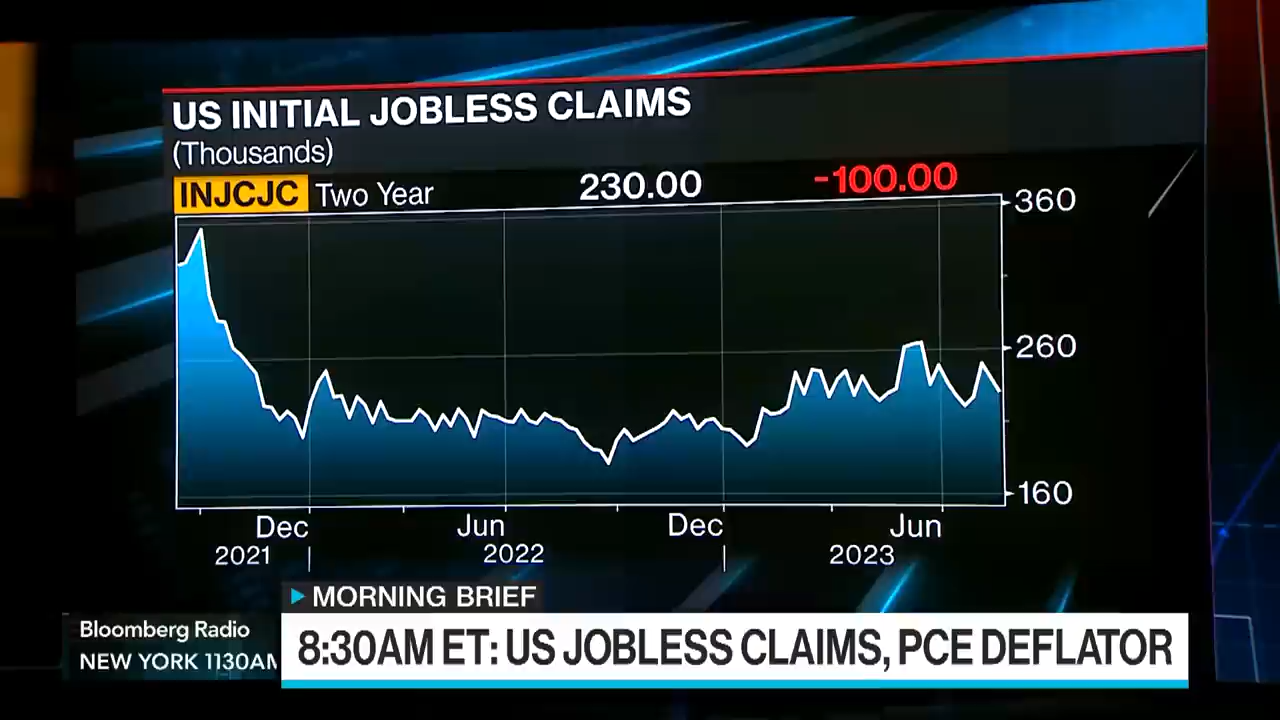 US INITIAL JOBLESS CLAIMS
(Thousands)
INJCJC Two Year 230.00 -100.00
360
260
160
Dec Jun Dec Jun
2021 2022 2023
MORNING BRIEF
8:30AM ET: US JOBLESS CLAIMS, PCE DEFLATOR
Bloomberg Radio
NEW YORK 1130AM